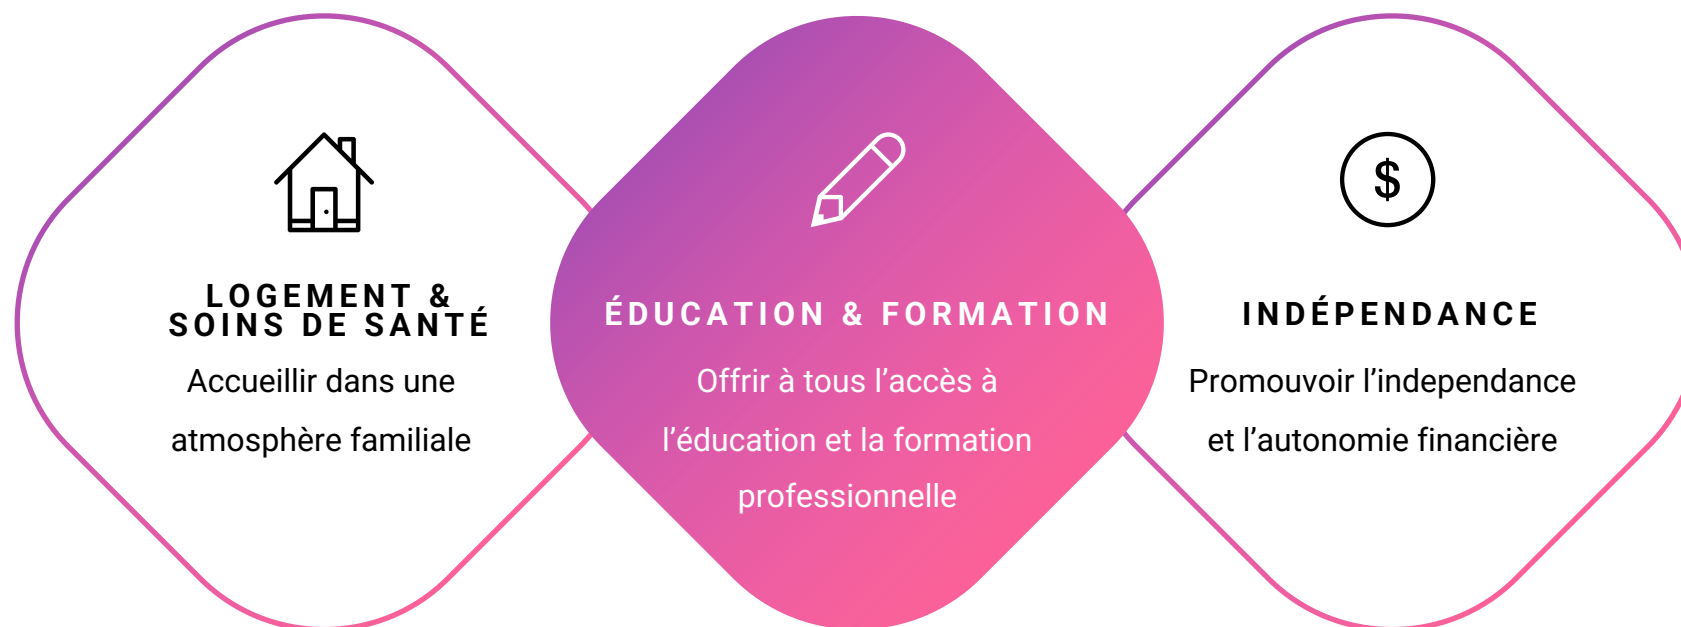 LOGEMENT &
SOINS DE SANTÉ
Accueillir dans une
atmosphère familiale
ÉDUCATION & FORMATION
Offrir à tous l’accès à
l’éducation et la formation
professionnelle
$
INDÉPENDANCE
Promouvoir l’independance
et l’autonomie financière